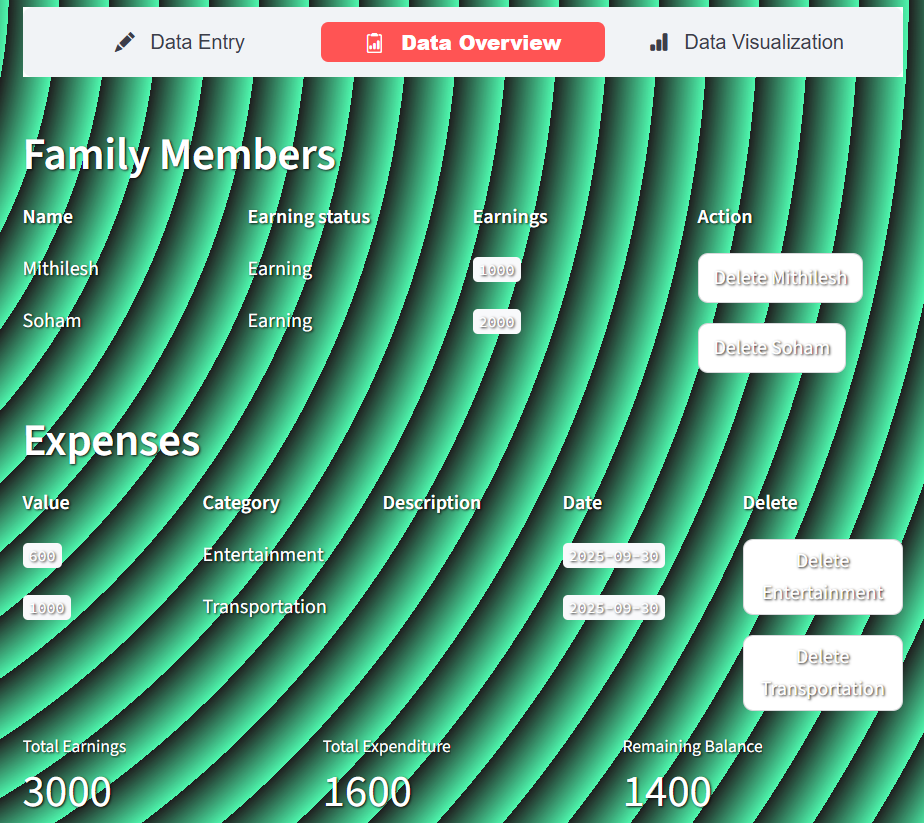 Data Entry Data Overview Data Visualization
Family Members
Name Earning status Earnings Action
Mithilesh Earning 1000 Delete Mithilesh
Soham Earning 2000 Delete Soham
Expenses
Value Category Description Date Delete
600 Entertainment 2025-09-30 Delete
Entertainment
1000 Transportation 2025-09-30 Delete
Transportation
Total Earnings Total Expenditure Remaining Balance
3000 1600 1400